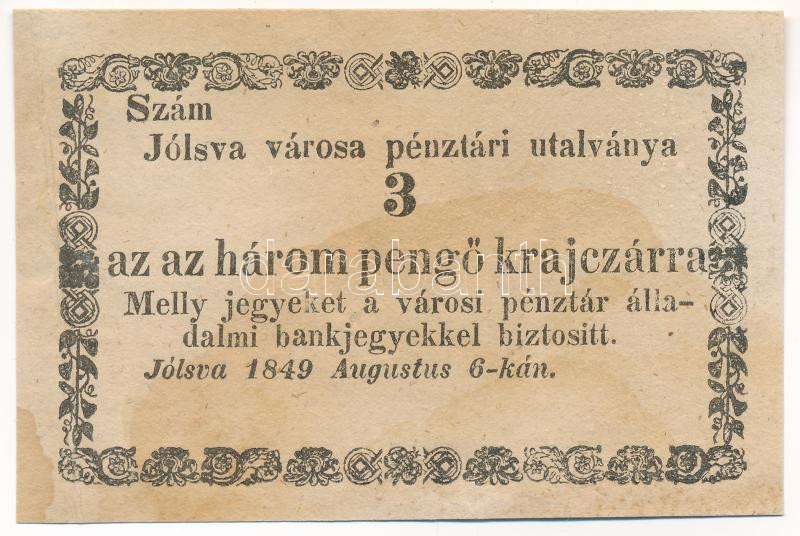 Szám
Jólsva városa pénztári utalványa
3
az az három pengő krajczárra
Melly jegyeket a városi pénztár álla-
dalmi bankjegyekkel biztositt.
Jólsva 1849 Augustus 6-kán.
darabanth